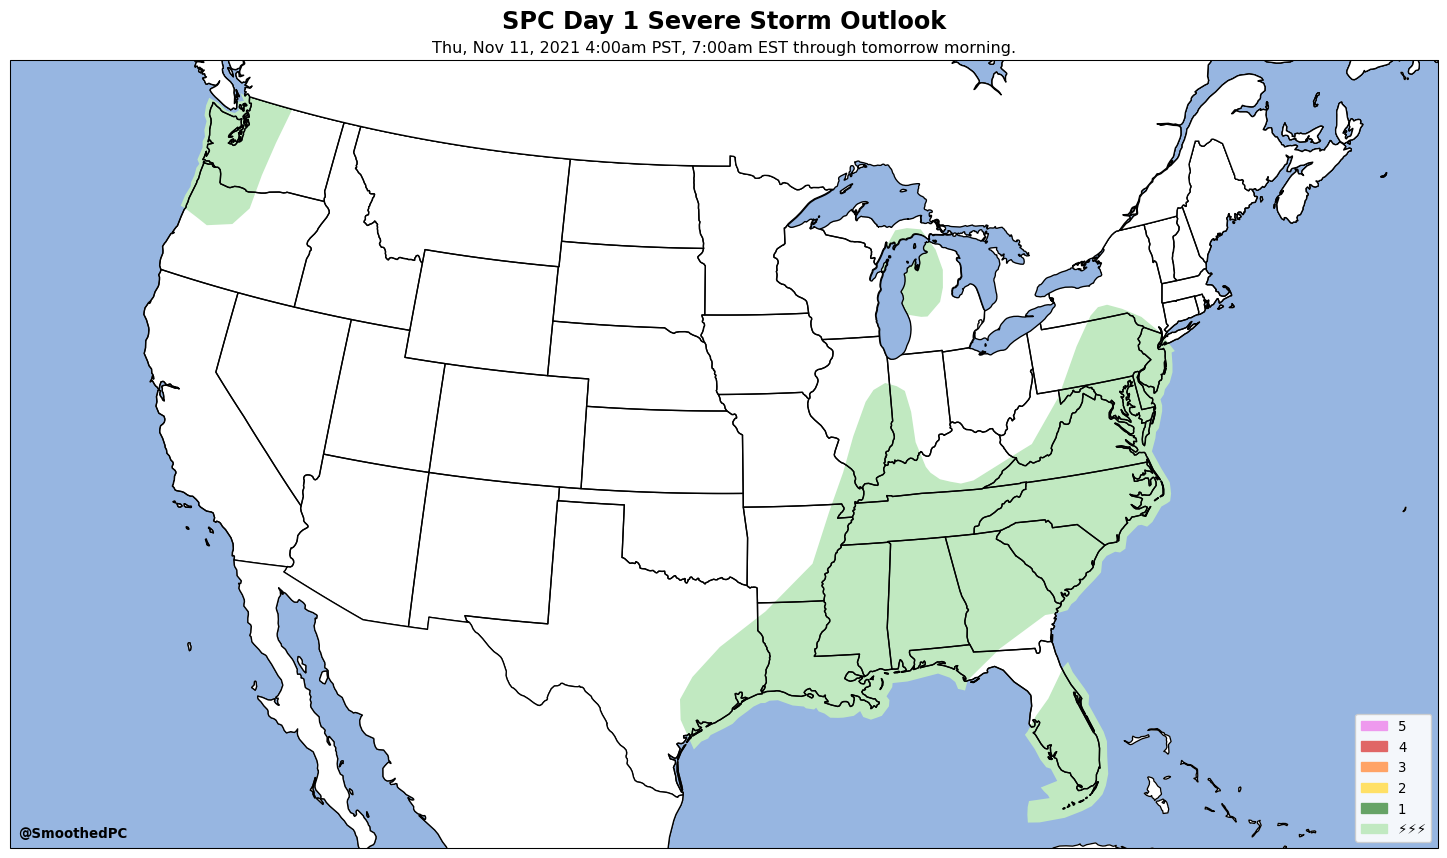 SPC Day 1 Severe Storm Outlook
Thu, Nov 11, 2021 4:00am PST, 7:00am EST through tomorrow morning.
5
4
3
2
1
⚡⚡⚡
@SmoothedPC